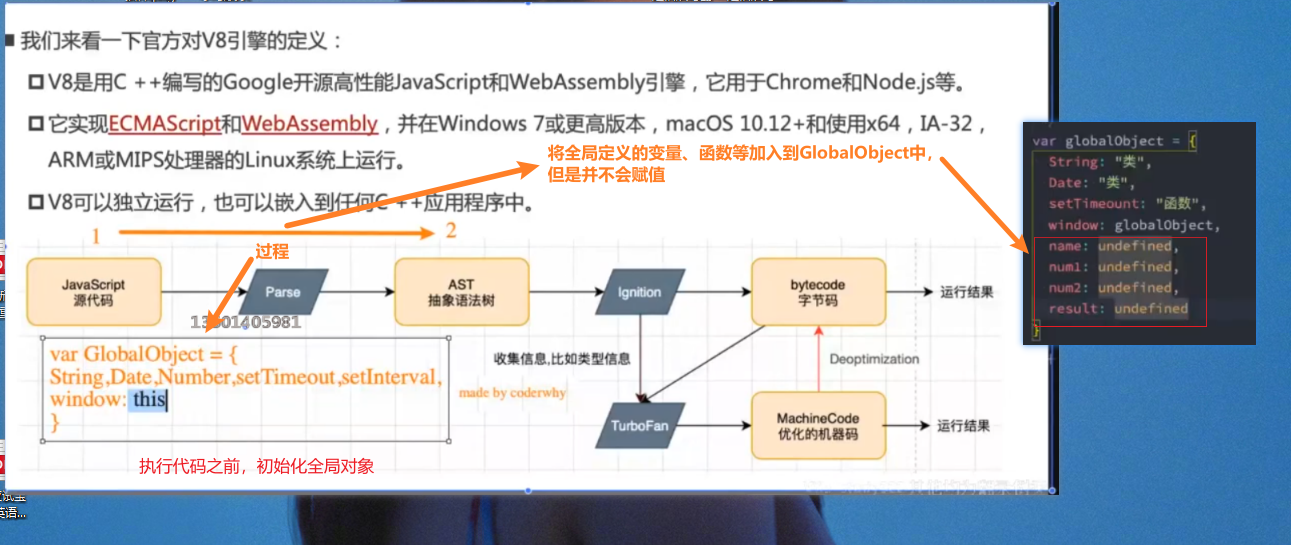 我们来看一下官方对V8引擎的定义：
V8是用C ++编写的Google开源高性能JavaScript和WebAssembly引擎，它用于Chrome和Node.js等。
它实现ECMAScript和WebAssembly，并在Windows 7或更高版本，macOS 10.12+和使用x64，IA-32，
ARM或MIPS处理器的Linux系统上运行。
将全局定义的变量、函数等加入到GlobalObject中,
但是并不会赋值
V8可以独立运行，也可以嵌入到任何C ++应用程序中。
1
2
过程
JavaScript
源代码
Parse
AST
抽象语法树
Ignition
bytecode
字节码
运行结果
var GlobalObject = {
String,Date,Number,setTimeout,setInterval,
window: this
}
made by coderwhy
收集信息,比如类型信息
Deoptimization
TurboFan
MachineCode
优化的机器码
运行结果
执行代码之前，初始化全局对象
var globalObject = {
String: "类",
Date: "类",
setTimeount: "函数",
window: globalObject,
name: undefined,
num1: undefined,
num2: undefined,
result: undefined
}
英语...